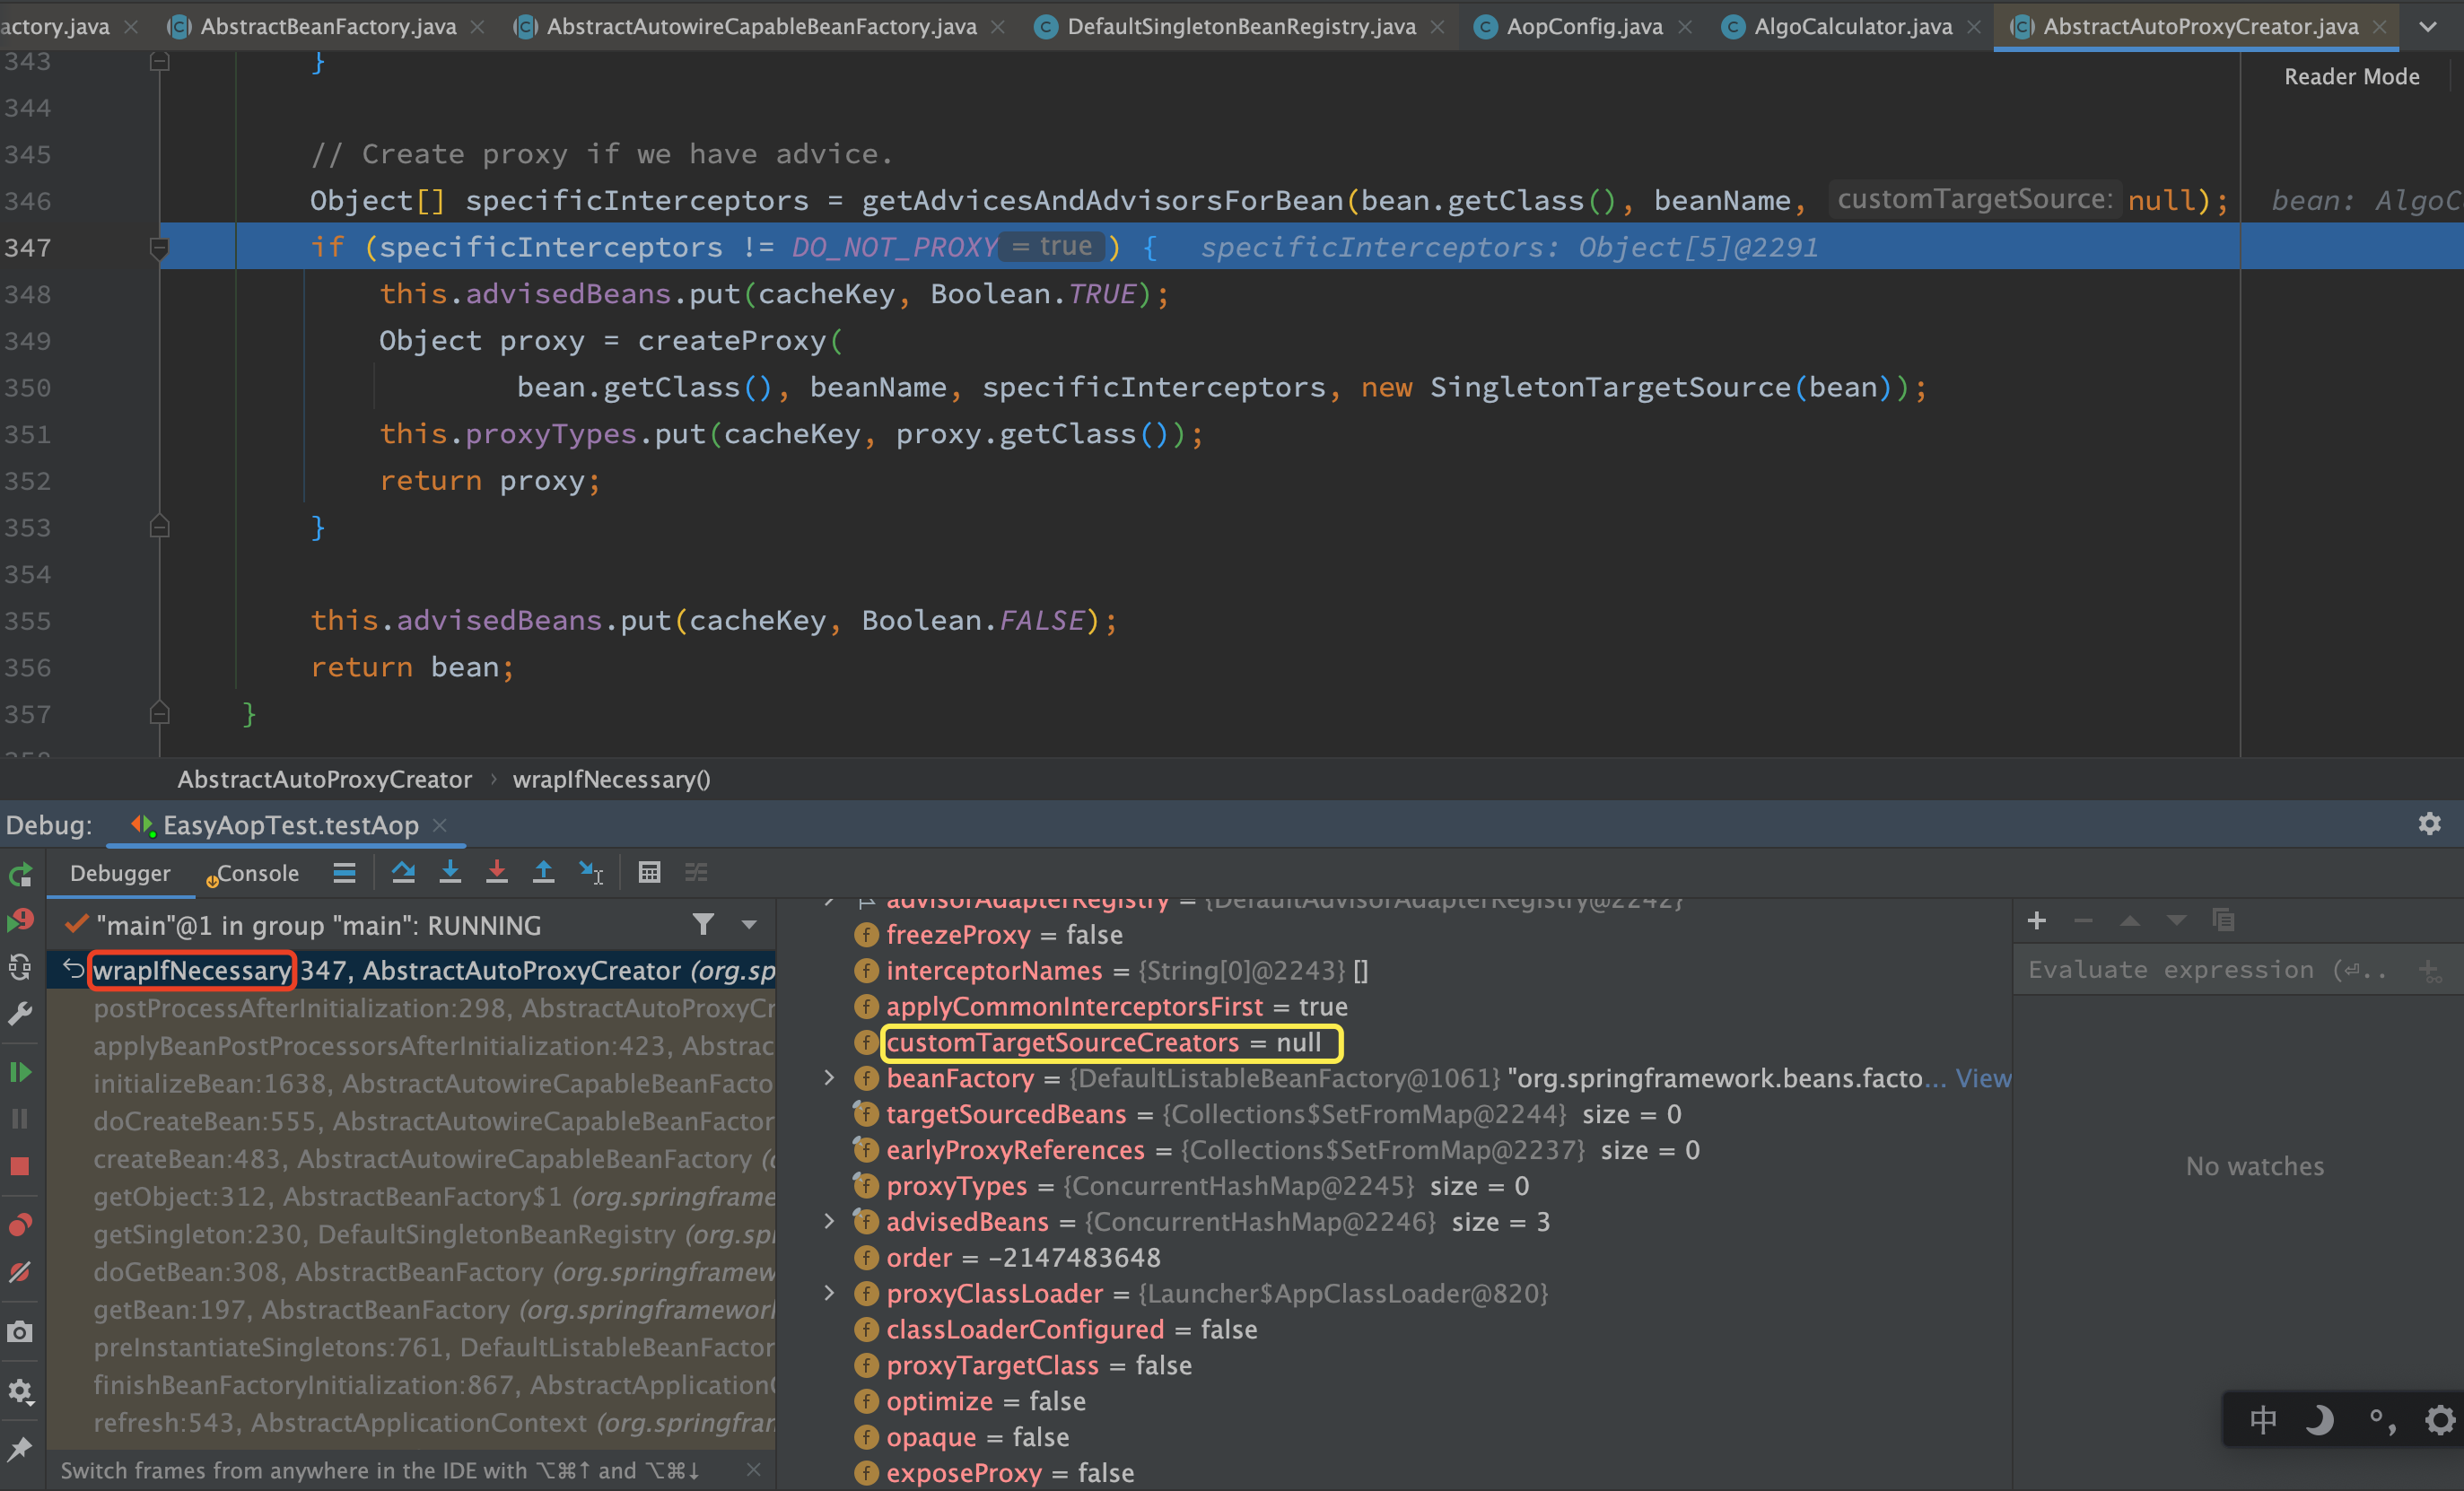 actory.java AbstractBeanFactory.java AbstractAutowireCapableBeanFactory.java DefaultSingletonBeanRegistry.java AopConfig.java AlgoCalculator.java AbstractAutoProxyCreator.java
343 }
Reader Mode
344
345 // Create proxy if we have advice.
346 Object[] specificInterceptors = getAdvicesAndAdvisorsForBean(bean.getClass(), beanName, customTargetSource: null); bean: AlgoC
347 if (specificInterceptors != DO_NOT_PROXY = true ) { specificInterceptors: Object[5]@2291
348 this.advisedBeans.put(cacheKey, Boolean.TRUE);
349 Object proxy = createProxy(
350 bean.getClass(), beanName, specificInterceptors, new SingletonTargetSource(bean));
351 this.proxyTypes.put(cacheKey, proxy.getClass());
352 return proxy;
353 }
354
355 this.advisedBeans.put(cacheKey, Boolean.FALSE);
356 return bean;
357 }
AbstractAutoProxyCreator › wrapIfNecessary()
Debug: EasyAopTest.testAop
Debugger Console
"main"@1 in group "main": RUNNING
wrapIfNecessary:347, AbstractAutoProxyCreator (org.sp
postProcessAfterInitialization:298, AbstractAutoProxyCr
applyBeanPostProcessorsAfterInitialization:423, Abstrac
initializeBean:1638, AbstractAutowireCapableBeanFacto
doCreateBean:555, AbstractAutowireCapableBeanFactor
createBean:483, AbstractAutowireCapableBeanFactory (o
getObject:312, AbstractBeanFactory$1 (org.springframe
getSingleton:230, DefaultSingletonBeanRegistry (org.spi
doGetBean:308, AbstractBeanFactory (org.springframew
getBean:197, AbstractBeanFactory (org.springframework
preInstantiateSingletons:761, DefaultListableBeanFactor
finishBeanFactoryInitialization:867, AbstractApplicationC
refresh:543, AbstractApplicationContext (org.springfran
Switch frames from anywhere in the IDE with ⌥⌘↑ and ⌥⌘↓
advisorAdapterRegistry = {DefaultAdvisorAdapterRegistry@2242}
freezeProxy = false
interceptorNames = {String[0]@2243} []
applyCommonInterceptorsFirst = true
customTargetSourceCreators = null
beanFactory = {DefaultListableBeanFactory@1061} "org.springframework.beans.facto... View
targetSourcedBeans = {Collections$SetFromMap@2244} size = 0
earlyProxyReferences = {Collections$SetFromMap@2237} size = 0
proxyTypes = {ConcurrentHashMap@2245} size = 0
advisedBeans = {ConcurrentHashMap@2246} size = 3
order = -2147483648
proxyClassLoader = {Launcher$AppClassLoader@820}
classLoaderConfigured = false
proxyTargetClass = false
optimize = false
opaque = false
exposeProxy = false
Evaluate expression (⏎..
No watches
中 °,